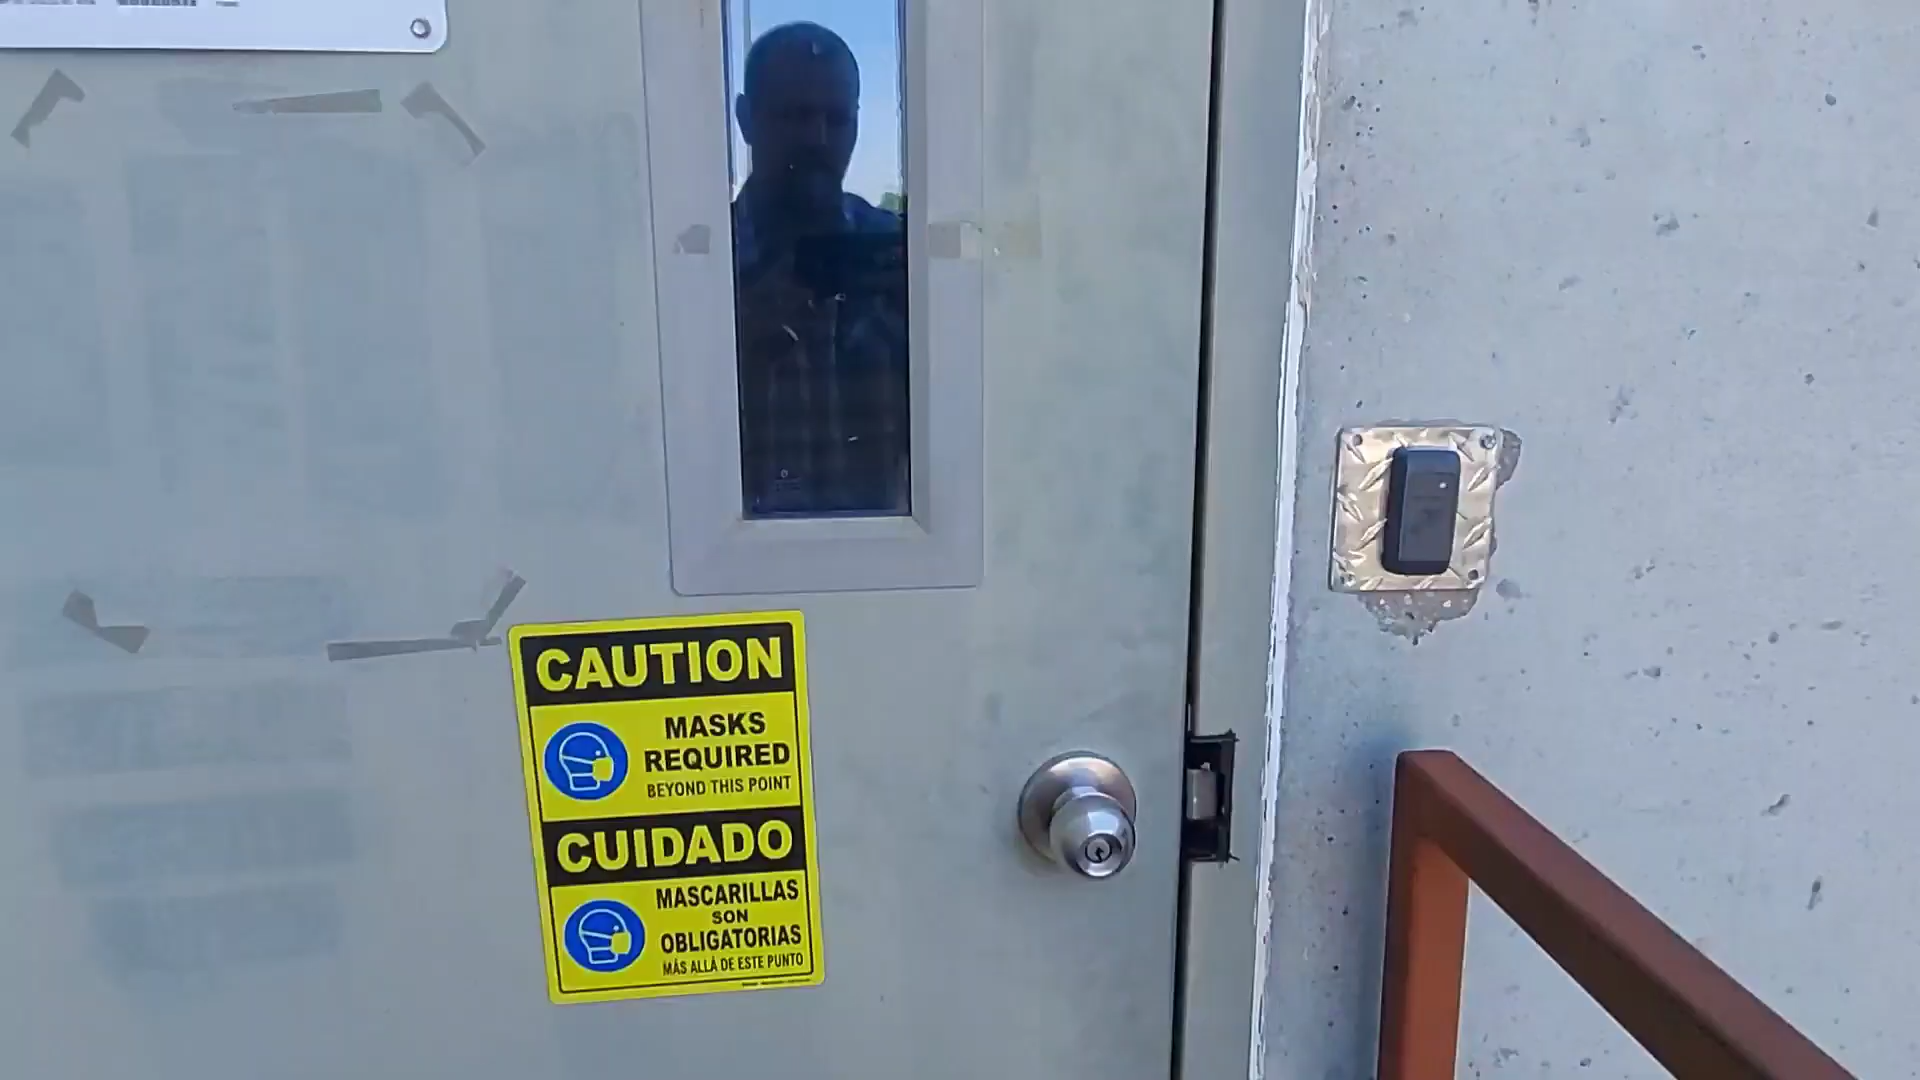 CAUTION
MASKS
REQUIRED
BEYOND THIS POINT
CUIDADO
MASCARILLAS
SON
OBLIGATORIAS
MÁS ALLÁ DE ESTE PUNTO